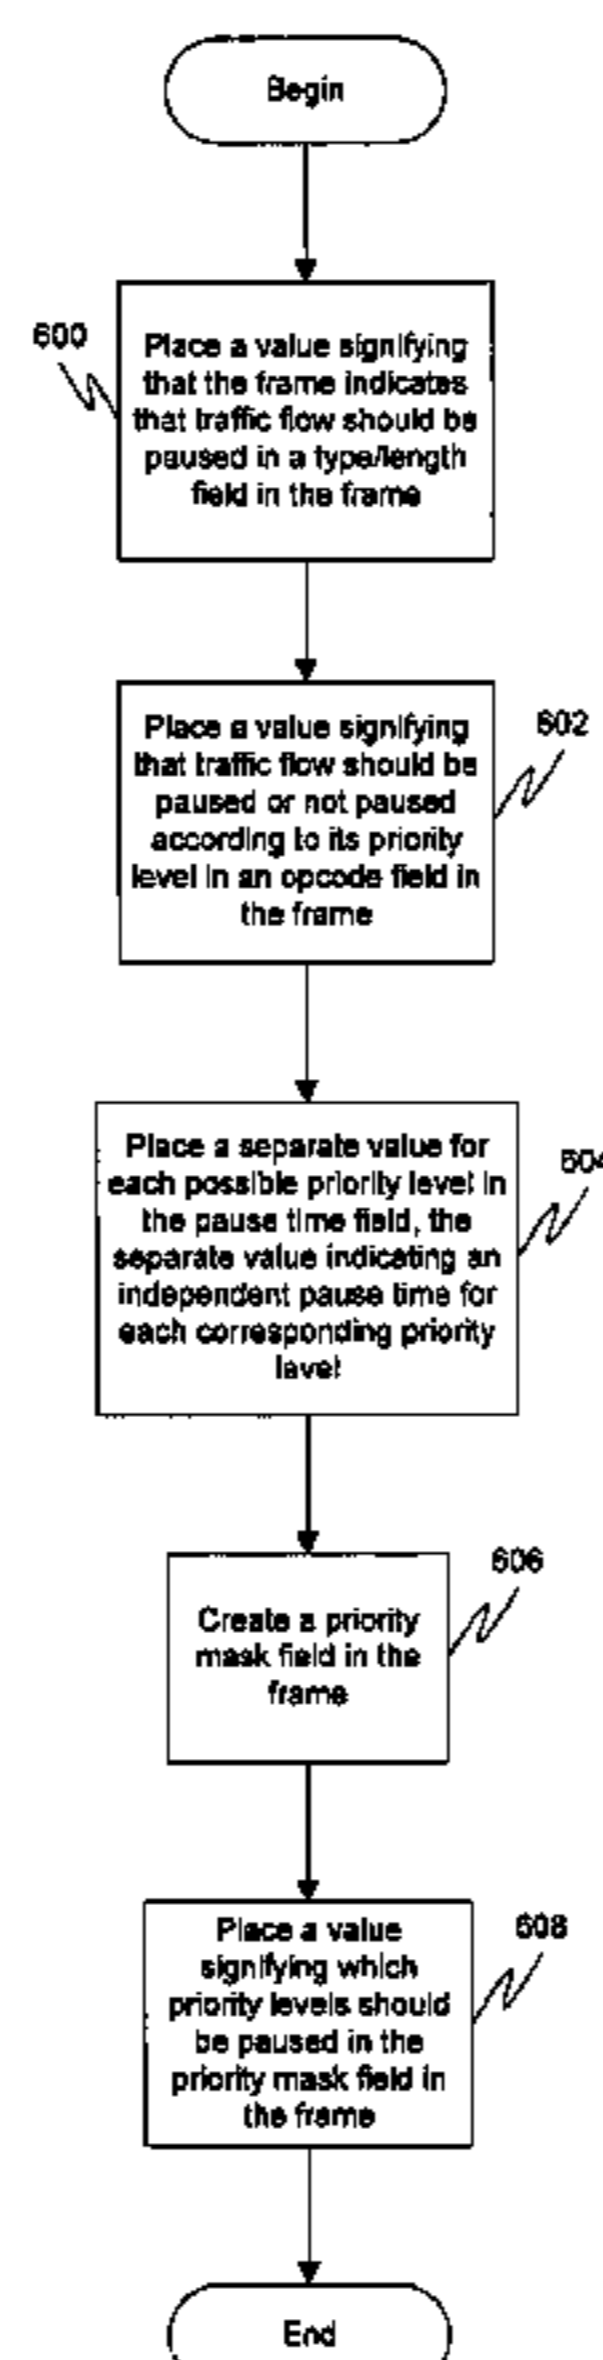 Begin
600
Place a value signifying
that the frame indicates
that traffic flow should be
paused in a type/length
field in the frame
602
Place a value signifying
that traffic flow should be
paused or not paused
according to its priority
level in an opcode field in
the frame
604
Place a separate value for
each possible priority level in
the pause time field, the
separate value indicating an
independent pause time for
each corresponding priority
level
606
Create a priority
mask field in the
frame
608
Place a value
signifying which
priority levels should
be paused in the
priority mask field in
the frame
End